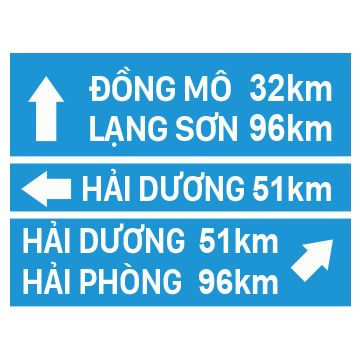 ĐỒNG MÔ 32km
LẠNG SƠN 96km
HẢI DƯƠNG 51km
HẢI DƯƠNG 51km
HẢI PHÒNG 96km